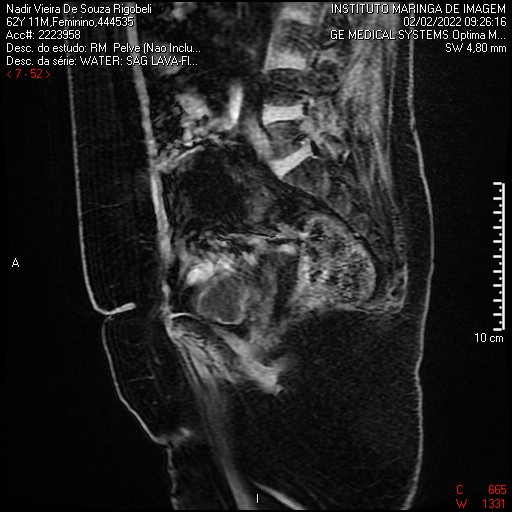 Nadir Vieira De Souza Rigobeli
62Y 11M,Feminino,444535
Acc#: 2223958
Desc. do estudo: RM Pelve (Nao Inclu...
Desc. da série: WATER: SAG LAVA-Fl...
< 7 - 52 >
INSTITUTO MARINGA DE IMAGEM
02/02/2022 09:26:16
GE MEDICAL SYSTEMS Optima M...
SW 4,80 mm
A
10 cm
I
C 665
W 1331